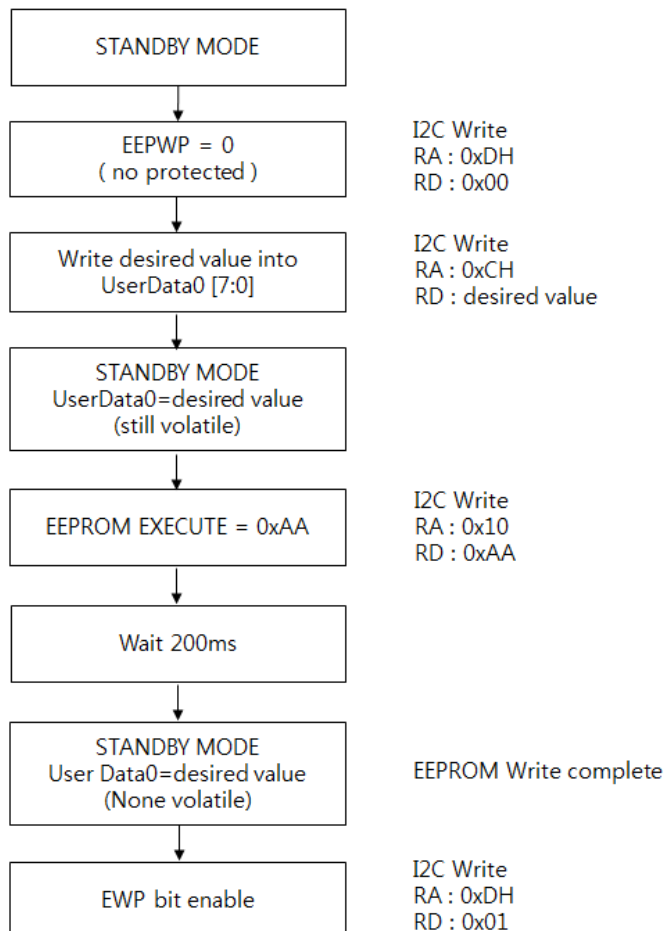 STANDBY MODE
EEPWP = 0
( no protected )
I2C Write
RA : 0xDH
RD : 0x00
Write desired value into
UserData0 [7:0]
I2C Write
RA : 0xCH
RD : desired value
STANDBY MODE
UserData0=desired value
(still volatile)
EEPROM EXECUTE = 0xAA
I2C Write
RA : 0x10
RD : 0xAA
Wait 200ms
STANDBY MODE
User Data0=desired value
(None volatile)
EEPROM Write complete
EWP bit enable
I2C Write
RA : 0xDH
RD : 0x01